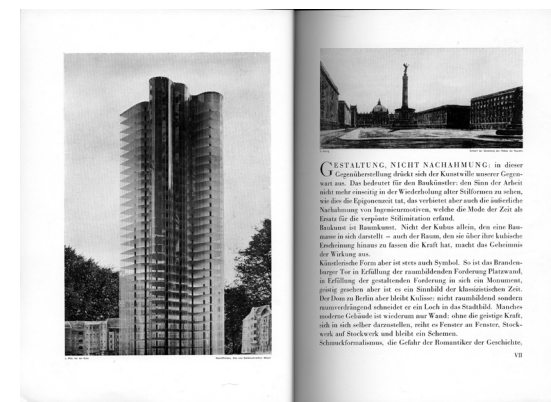 GESTALTUNG, NICHT NACHAHMUNG: in dieser
Gegenüberstellung drückt sich der Kunstwille unserer Gegen-
wart aus. Das bedeutet für den Baukünstler: den Sinn der Arbeit
nicht mehr einseitig in der Wiederholung alter Stilformen zu sehen,
wie dies die Epigonenzeit tat, das verbietet aber auch die äußerliche
Nachahmung von Ingenieurmotiven, welche die Mode der Zeit als
Ersatz für die verpönte Stilimitation erfand.
Baukunst ist Raumkunst. Nicht der Kubus allein, den eine Bau-
masse in sich darstellt — auch der Raum, den sie über ihre kubische
Erscheinung hinaus zu fassen die Kraft hat, macht das Geheimnis
der Wirkung aus.
Künstlerische Form aber ist stets auch Symbol. So ist das Branden-
burger Tor in Erfüllung der raumbildenden Forderung Platzwand,
in Erfüllung der gestaltenden Forderung in sich ein Monument,
geistig gesehen aber ist es ein Sinnbild der klassizistischen Zeit.
Der Dom zu Berlin aber bleibt Kulisse: nicht raumbildend sondern
raumverdrängend schneidet er ein Loch in das Stadtbild. Manches
moderne Gebäude ist wiederum nur Wand: ohne die geistige Kraft,
sich in sich selber darzustellen, reiht es Fenster an Fenster, Stock-
werk auf Stockwerk und bleibt ein Schemen.
Schmuckformalismus, die Gefahr der Romantiker der Geschichte,
VII